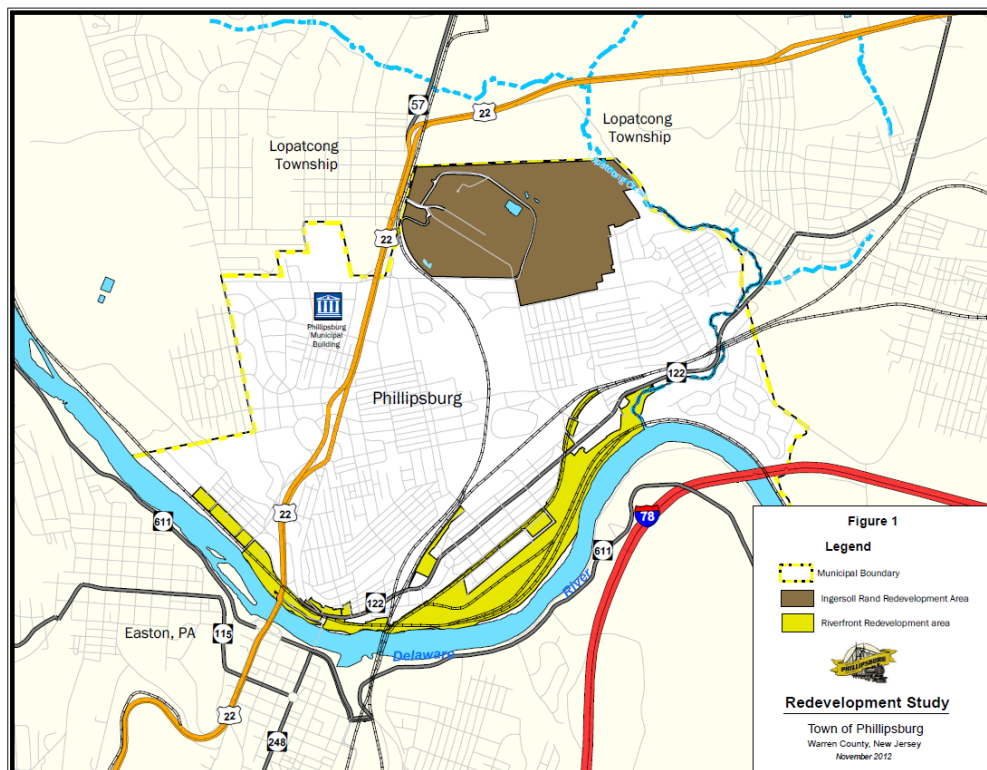 57
22
Lopatcong
Township
Lopatcong
Township
22
Phillipsburg
Municipal
Building
Phillipsburg
122
611
22
78
611
River
122
Easton, PA
115
Delaware
22
248
Figure 1
Legend
Municipal Boundary
Ingersoll Rand Redevelopment Area
Riverfront Redevelopment area
PHILLIPSBURG
Redevelopment Study
Town of Phillipsburg
Warren County, New Jersey
November 2012